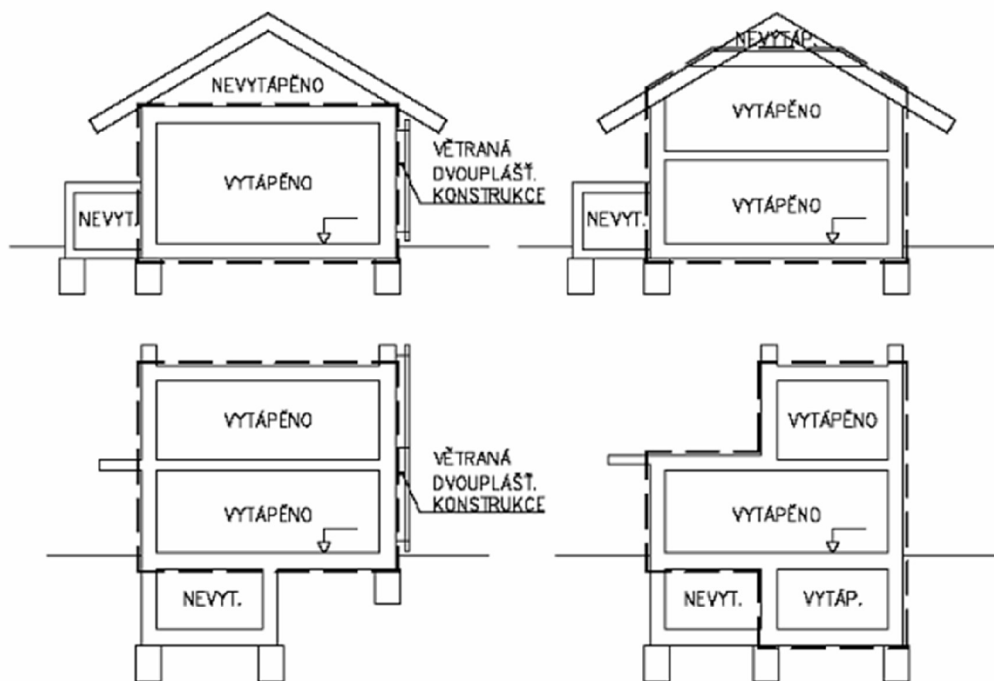 NEVYTÁPĚNO
VYTÁPĚNO
NEVYT.
VĚTRANÁ
DVOUPLÁŠŤ.
KONSTRUKCE
NEVYTÁP.
VYTÁPĚNO
VYTÁPĚNO
NEVYT.
VYTÁPĚNO
VYTÁPĚNO
NEVYT.
VĚTRANÁ
DVOUPLÁŠŤ.
KONSTRUKCE
VYTÁPĚNO
VYTÁPĚNO
NEVYT.
VYTÁP.